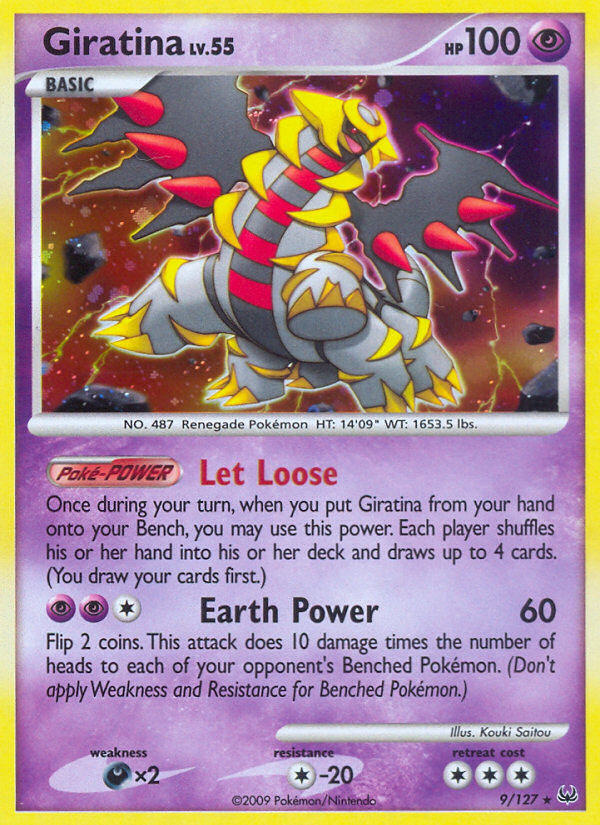 Giratina LV.55 HP 100
BASIC
NO. 487 Renegade Pokémon HT: 14'09" WT: 1653.5 lbs.
Poké-POWER Let Loose
Once during your turn, when you put Giratina from your hand
onto your Bench, you may use this power. Each player shuffles
his or her hand into his or her deck and draws up to 4 cards.
(You draw your cards first.)
Earth Power 60
Flip 2 coins. This attack does 10 damage times the number of
heads to each of your opponent's Benched Pokémon. (Don't
apply Weakness and Resistance for Benched Pokémon.)
Illus. Kouki Saitou
weakness resistance retreat cost
×2 −20
©2009 Pokémon/Nintendo 9/127 ★